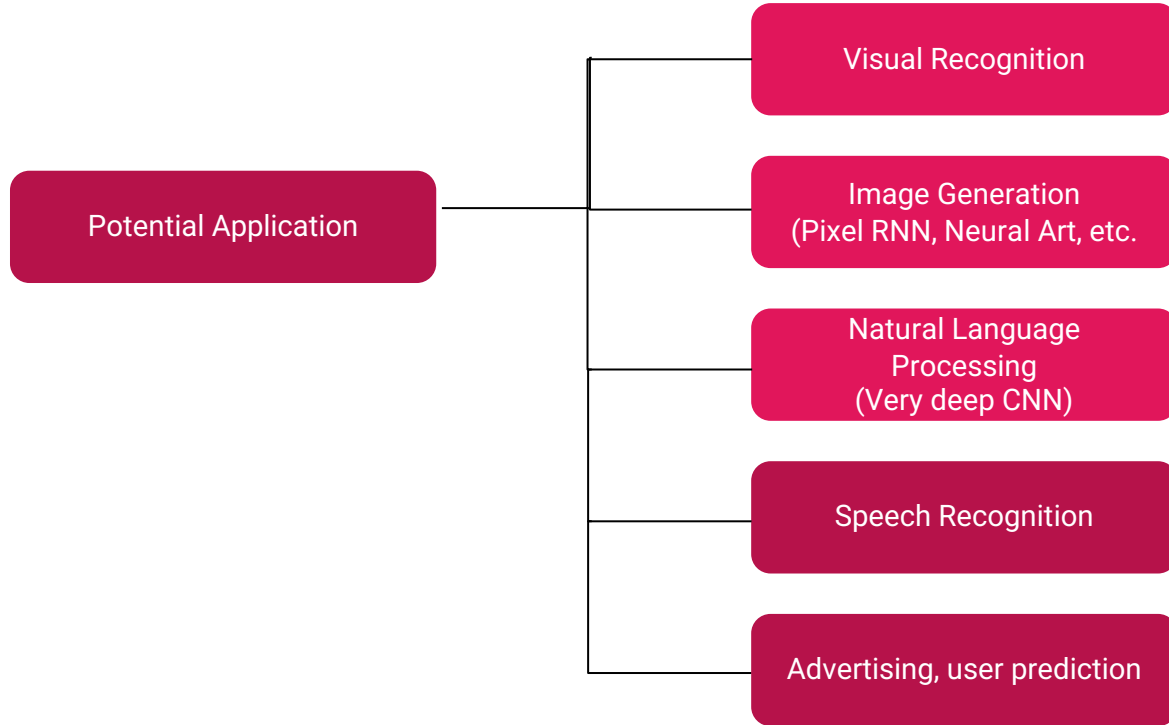 Potential Application
Visual Recognition
Image Generation
(Pixel RNN, Neural Art, etc.
Natural Language
Processing
(Very deep CNN)
Speech Recognition
Advertising, user prediction